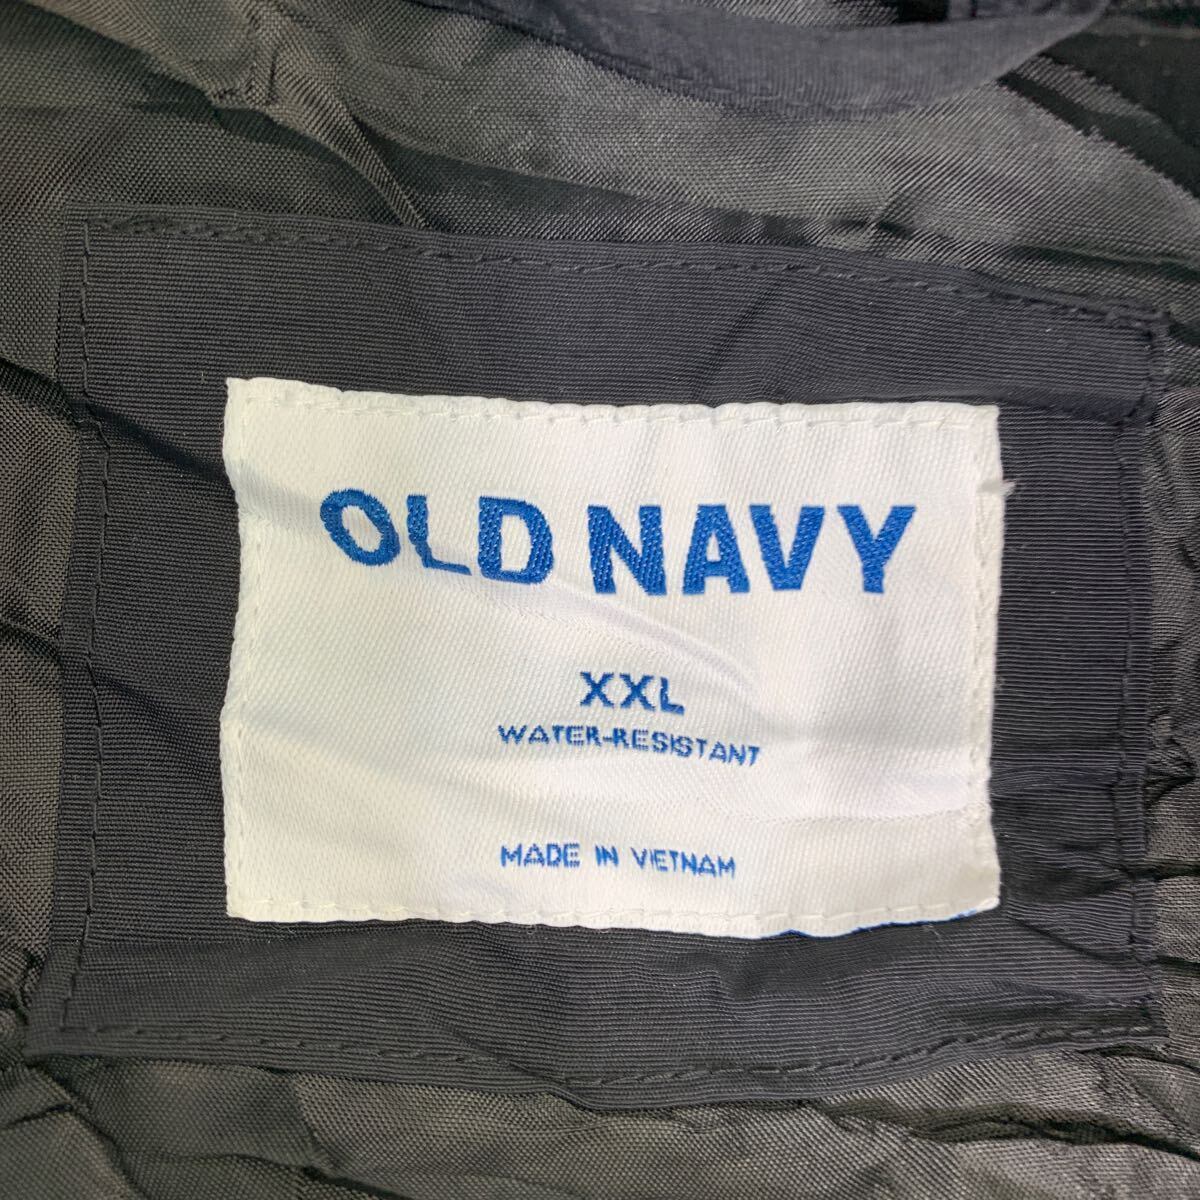 OLD NAVY
XXL
WATER-RESISTANT
MADE IN VIETNAM